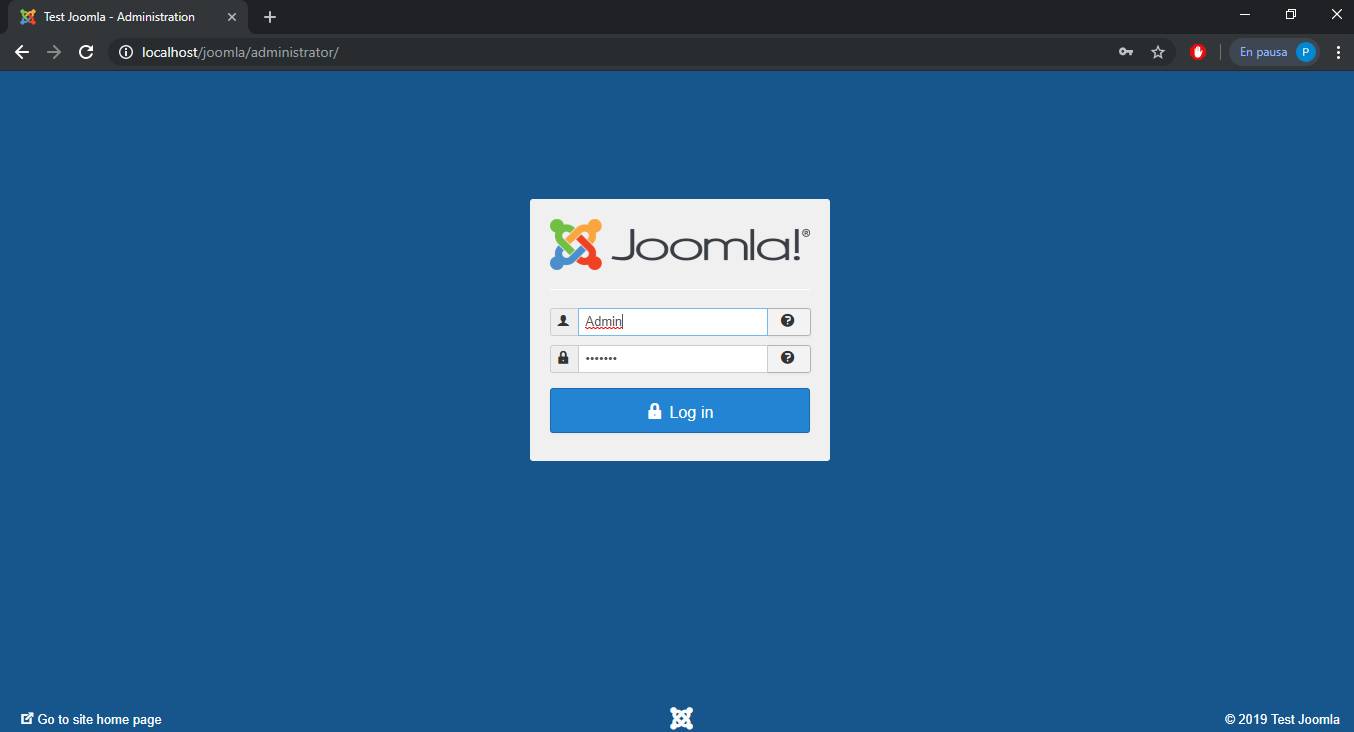 Test Joomla - Administration
localhost/joomla/administrator/
En pausa P
Joomla!®
Admin
•••••••
Log in
Go to site home page
© 2019 Test Joomla